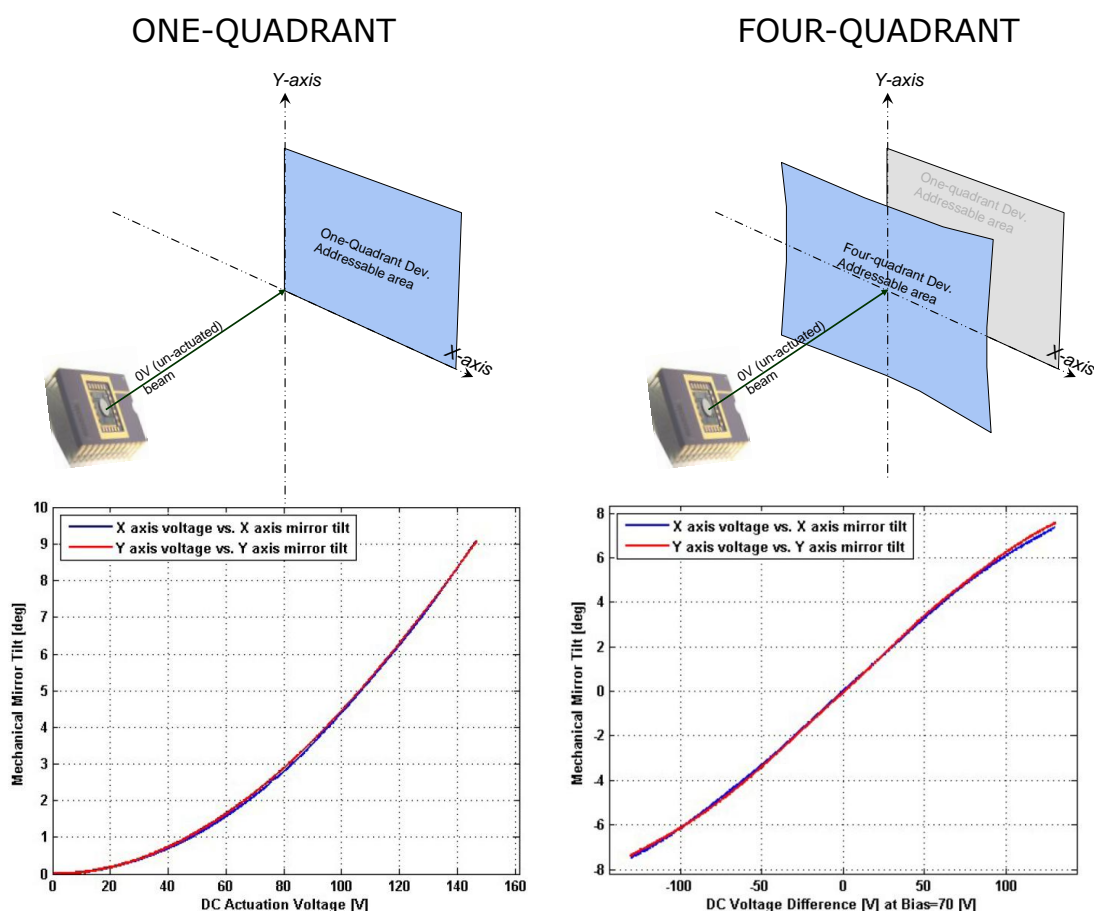 ONE-QUADRANT
FOUR-QUADRANT
Y-axis
One-Quadrant Dev.
Addressable area
X-axis
0V (un-actuated)
beam
Y-axis
One-quadrant Dev.
Addressable area
Four-quadrant Dev.
Addressable area
X-axis
0V (un-actuated)
beam
X axis voltage vs. X axis mirror tilt
Y axis voltage vs. Y axis mirror tilt
Mechanical Mirror Tilt [deg]
10
9
8
7
6
5
4
3
2
1
0
0 20 40 60 80 100 120 140 160
DC Actuation Voltage [V]
X axis voltage vs. X axis mirror tilt
Y axis voltage vs. Y axis mirror tilt
Mechanical Mirror Tilt [deg]
8
6
4
2
0
-2
-4
-6
-8
-100 -50 0 50 100
DC Voltage Difference [V] at Bias=70 [V]